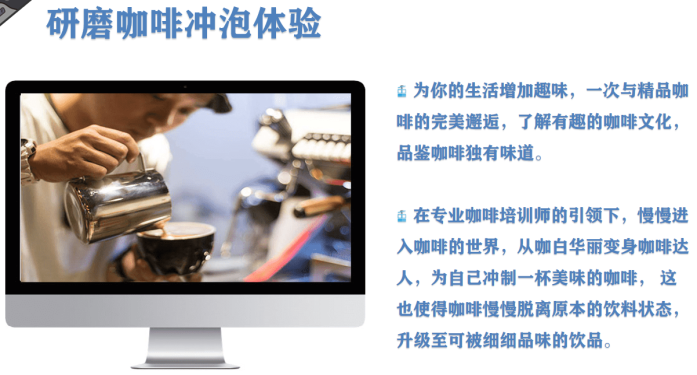 研磨咖啡冲泡体验
为你的生活增加趣味，一次与精品咖
啡的完美邂逅，了解有趣的咖啡文化，
品鉴咖啡独有味道。
在专业咖啡培训师的引领下，慢慢进
入咖啡的世界，从咖白华丽变身咖啡达
人，为自己冲制一杯美味的咖啡， 这
也使得咖啡慢慢脱离原本的饮料状态，
升级至可被细细品味的饮品。